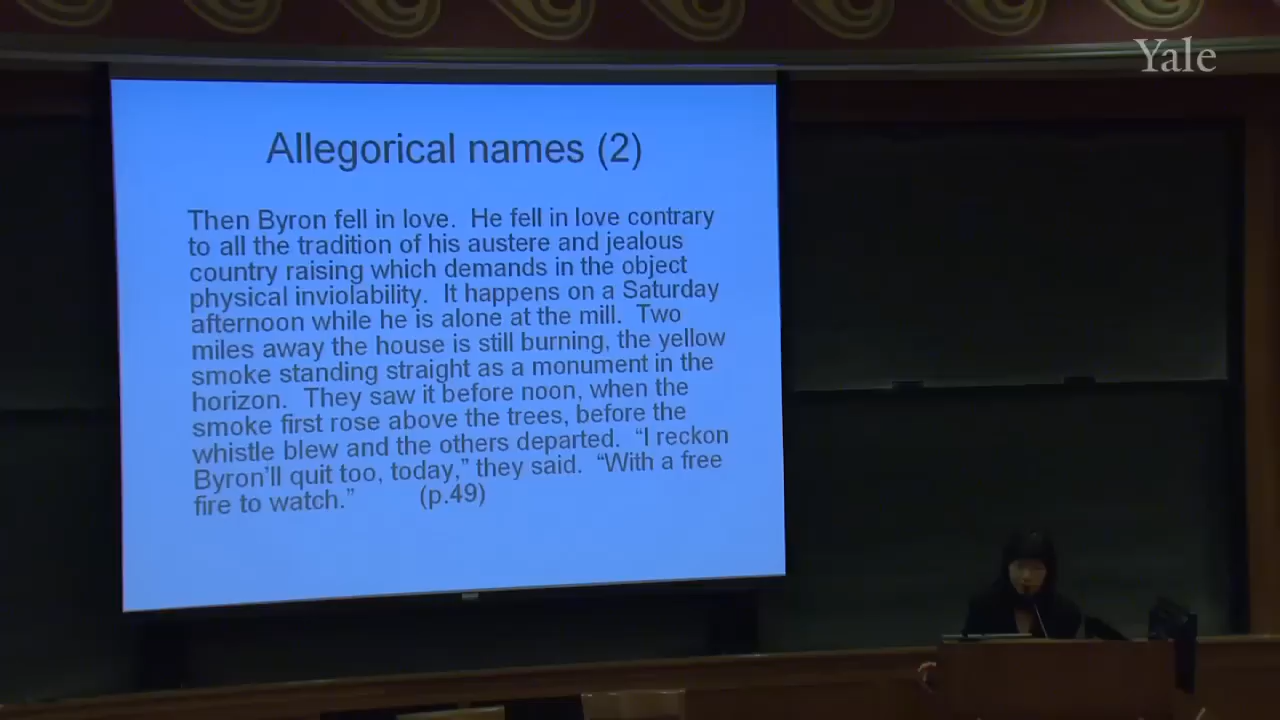 Yale
Allegorical names (2)
Then Byron fell in love. He fell in love contrary
to all the tradition of his austere and jealous
country raising which demands in the object
physical inviolability. It happens on a Saturday
afternoon while he is alone at the mill. Two
miles away the house is still burning, the yellow
smoke standing straight as a monument in the
horizon. They saw it before noon, when the
smoke first rose above the trees, before the
whistle blew and the others departed. “I reckon
Byron’ll quit too, today,” they said. “With a free
fire to watch.” (p.49)